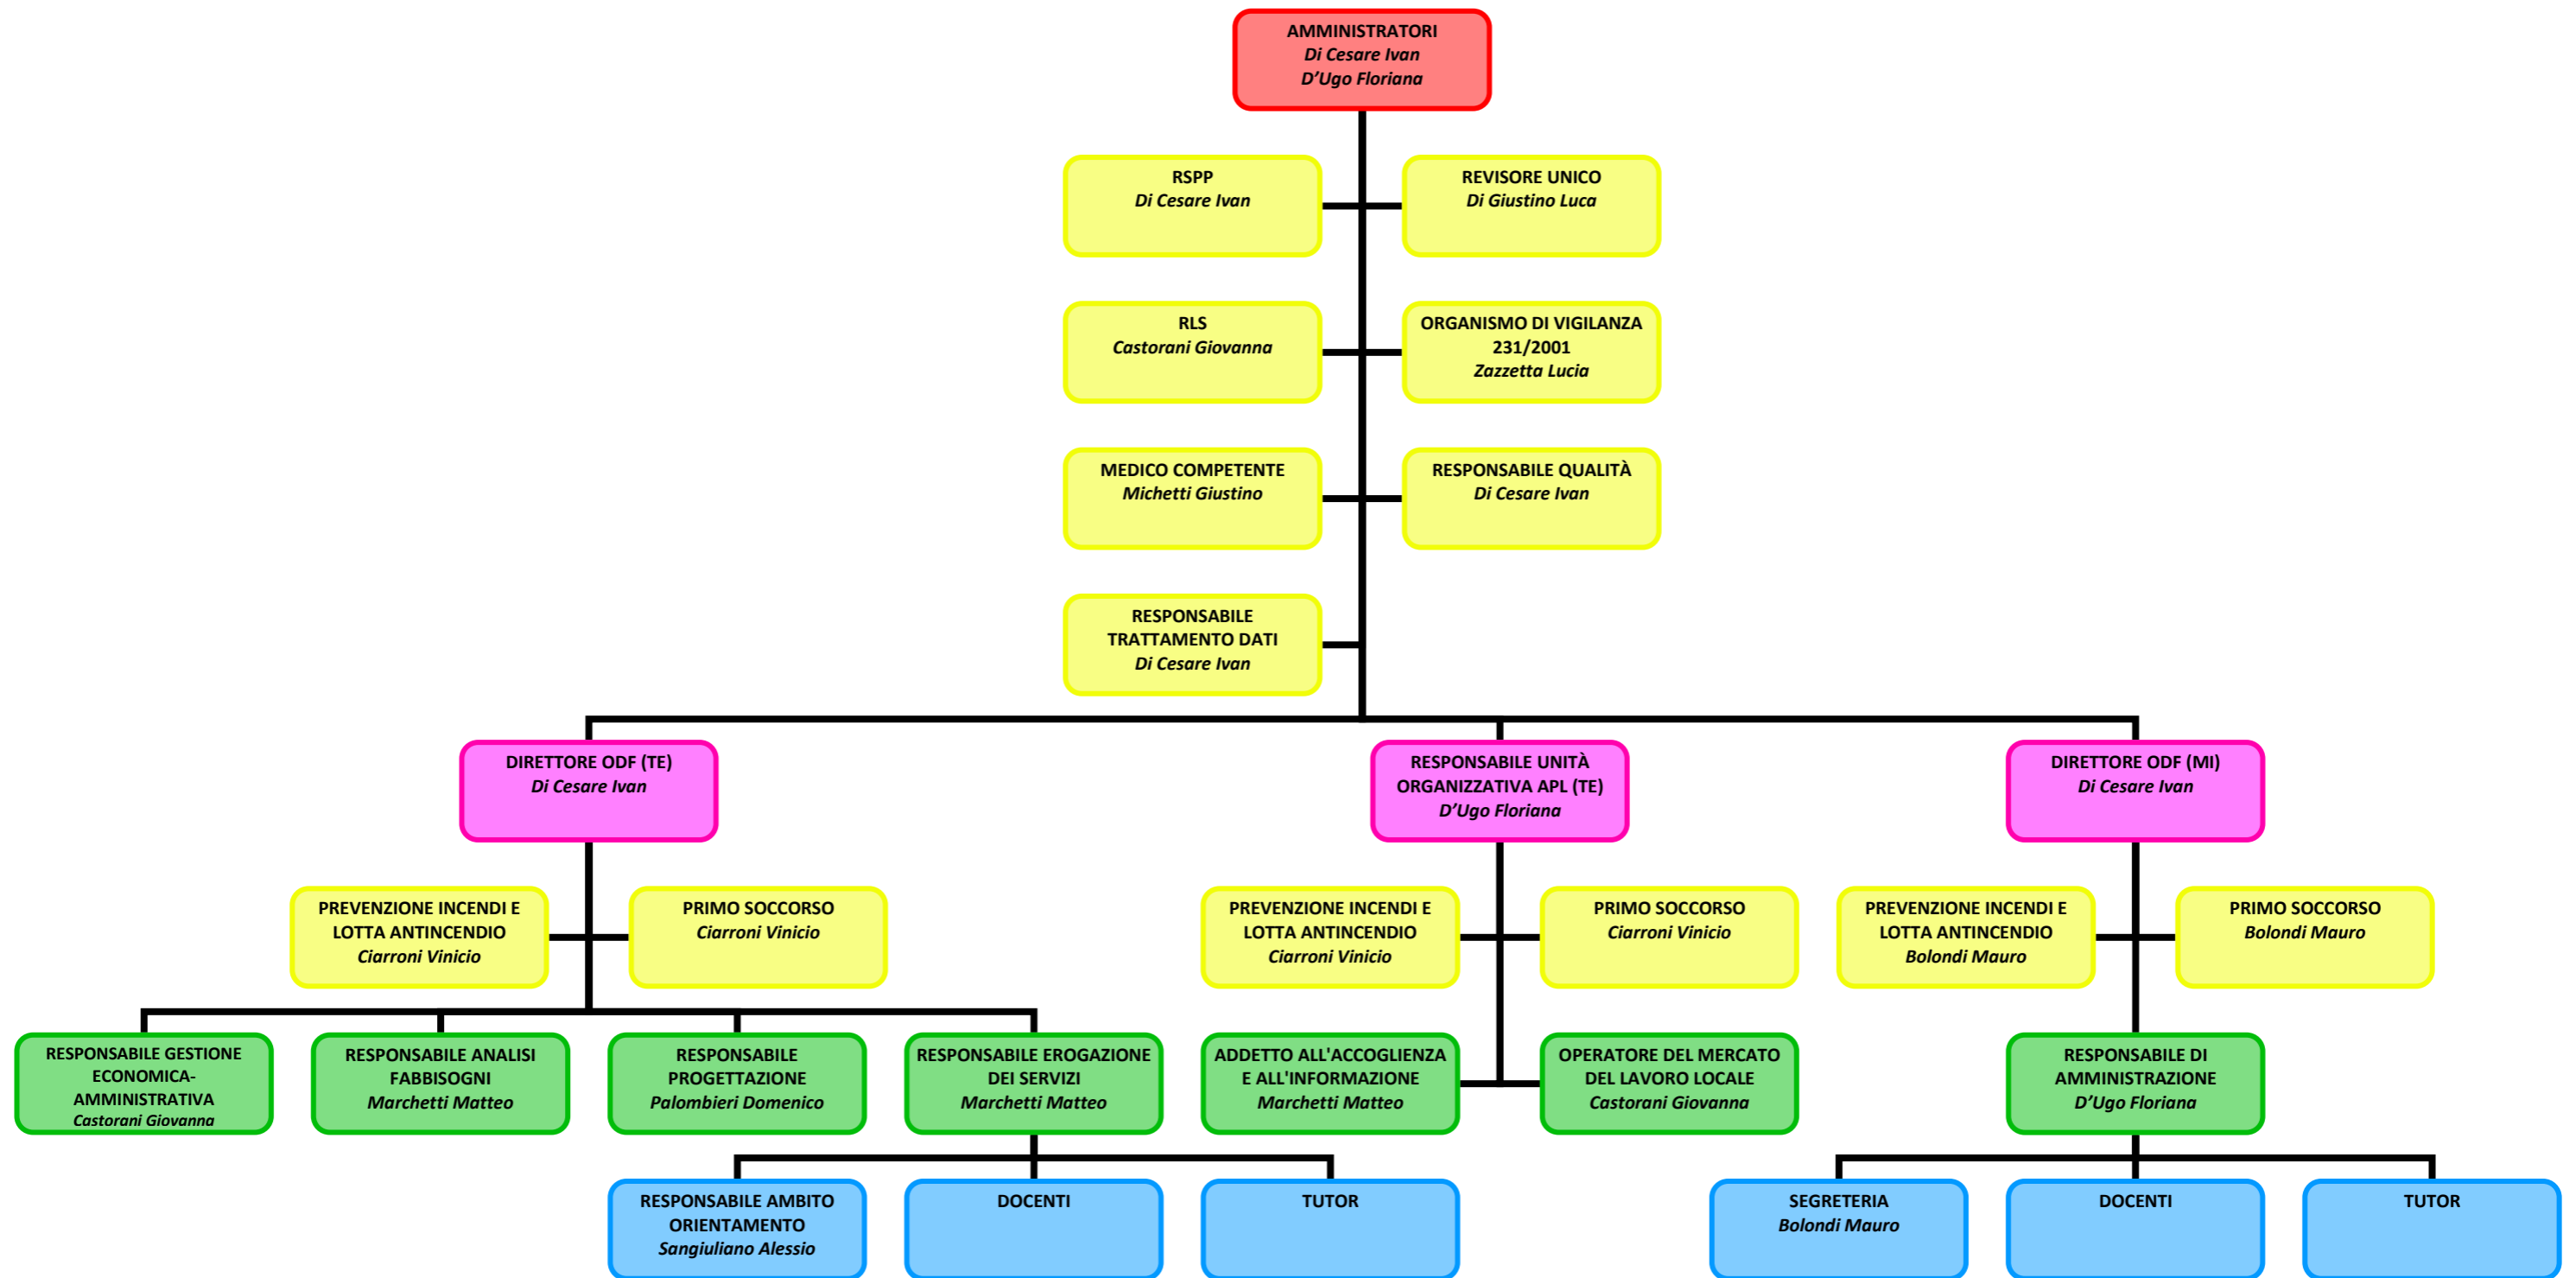 AMMINISTRATORI
Di Cesare Ivan
D’Ugo Floriana
RSPP
Di Cesare Ivan
REVISORE UNICO
Di Giustino Luca
RLS
Castorani Giovanna
ORGANISMO DI VIGILANZA
231/2001
Zazzetta Lucia
MEDICO COMPETENTE
Michetti Giustino
RESPONSABILE QUALITÀ
Di Cesare Ivan
RESPONSABILE
TRATTAMENTO DATI
Di Cesare Ivan
DIRETTORE ODF (TE)
Di Cesare Ivan
RESPONSABILE UNITÀ
ORGANIZZATIVA APL (TE)
D’Ugo Floriana
DIRETTORE ODF (MI)
Di Cesare Ivan
PREVENZIONE INCENDI E
LOTTA ANTINCENDIO
Ciarroni Vinicio
PRIMO SOCCORSO
Ciarroni Vinicio
PREVENZIONE INCENDI E
LOTTA ANTINCENDIO
Ciarroni Vinicio
PRIMO SOCCORSO
Ciarroni Vinicio
PREVENZIONE INCENDI E
LOTTA ANTINCENDIO
Bolondi Mauro
PRIMO SOCCORSO
Bolondi Mauro
RESPONSABILE GESTIONE
ECONOMICA-
AMMINISTRATIVA
Castorani Giovanna
RESPONSABILE ANALISI
FABBISOGNI
Marchetti Matteo
RESPONSABILE
PROGETTAZIONE
Palombieri Domenico
RESPONSABILE EROGAZIONE
DEI SERVIZI
Marchetti Matteo
ADDETTO ALL'ACCOGLIENZA
E ALL'INFORMAZIONE
Marchetti Matteo
OPERATORE DEL MERCATO
DEL LAVORO LOCALE
Castorani Giovanna
RESPONSABILE DI
AMMINISTRAZIONE
D’Ugo Floriana
RESPONSABILE AMBITO
ORIENTAMENTO
Sangiuliano Alessio
DOCENTI
TUTOR
SEGRETERIA
Bolondi Mauro
DOCENTI
TUTOR